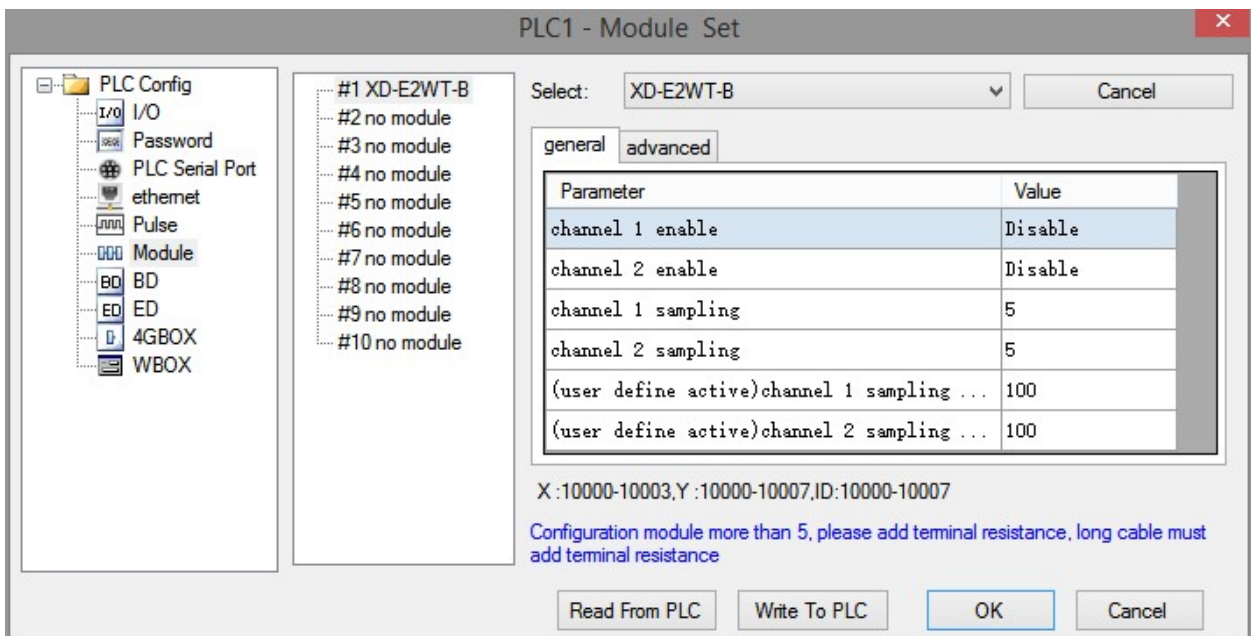 PLC1 - Module Set
PLC Config
I/O
I/O
Password
PLC Serial Port
ethernet
Pulse
Module
BD
BD
ED
ED
4GBOX
WBOX
#1 XD-E2WT-B
#2 no module
#3 no module
#4 no module
#5 no module
#6 no module
#7 no module
#8 no module
#9 no module
#10 no module
Select: XD-E2WT-B Cancel
general advanced
Parameter Value
channel 1 enable Disable
channel 2 enable Disable
channel 1 sampling 5
channel 2 sampling 5
(user define active)channel 1 sampling ... 100
(user define active)channel 2 sampling ... 100
X :10000-10003,Y :10000-10007,ID:10000-10007
Configuration module more than 5, please add terminal resistance, long cable must
add terminal resistance
Read From PLC Write To PLC OK Cancel